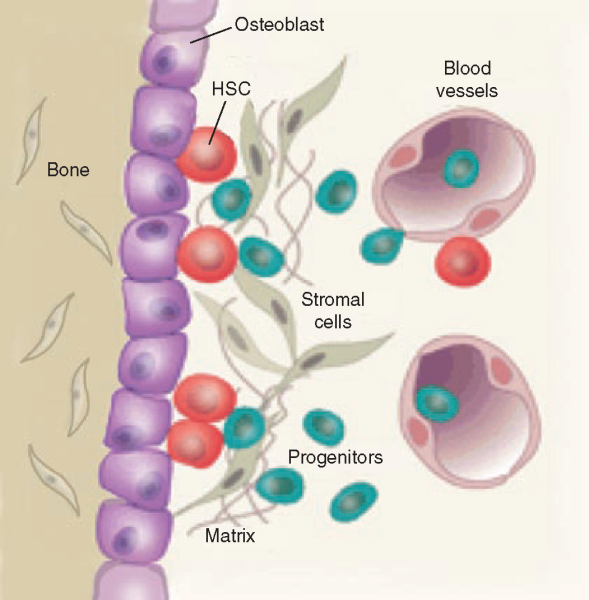 Osteoblast
Blood
vessels
HSC
Bone
Stromal
cells
Progenitors
Matrix